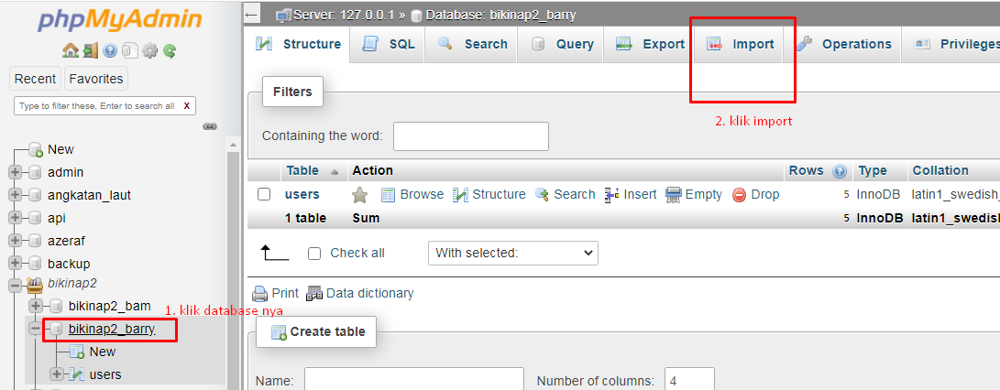 phpMyAdmin
Recent Favorites
Type to filter these, Enter to search all X
New
admin
angkatan_laut
api
azeraf
backup
bikinap2
bikinap2_bam
1. klik database nya
bikinap2_barry
New
users
Server: 127.0.0.1 » Database: bikinap2_barry
Structure SQL Search Query Export Import Operations Privileges
2. klik import
Filters
Containing the word:
Table Action Rows Type Collation
users Browse Structure Search Insert Empty Drop 5 InnoDB latin1_swedish_
1 table Sum 5 InnoDB latin1_swedish_
Check all With selected:
Print Data dictionary
Create table
Name: Number of columns: 4